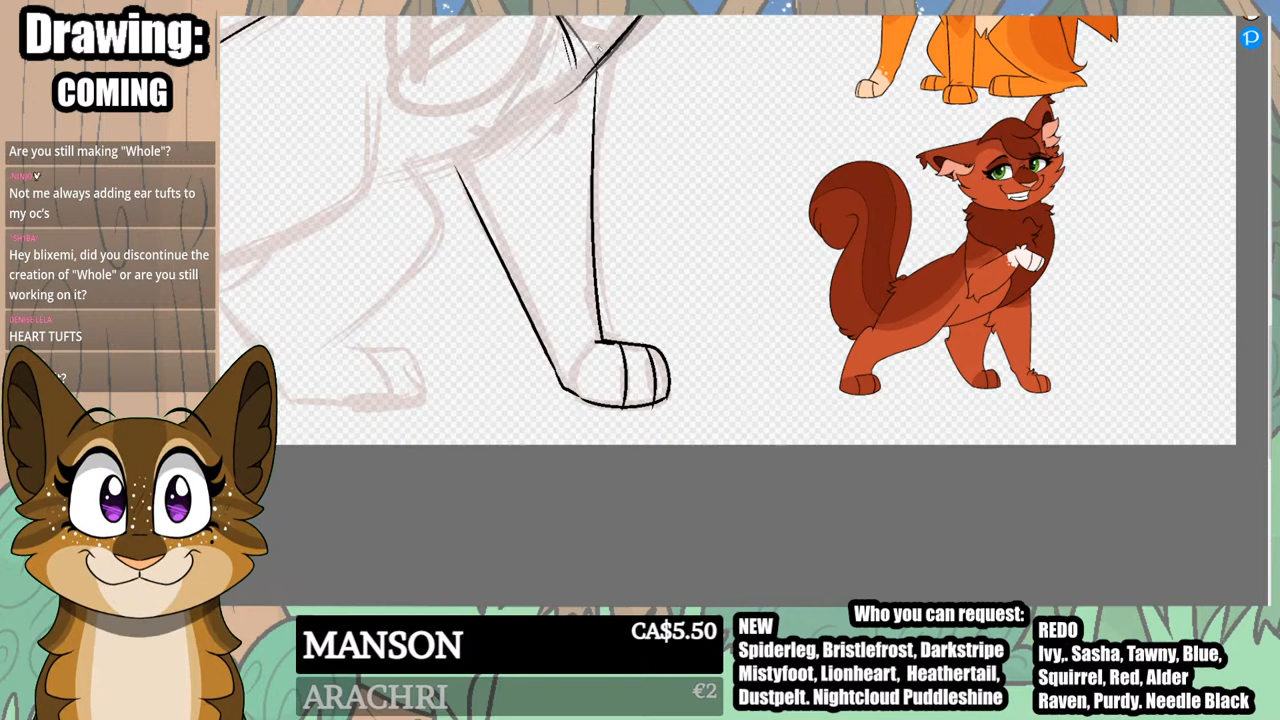 Drawing:
COMING
Are you still making "Whole"?
Not me always adding ear tufts to
my oc's
Hey blixemi, did you discontinue the
creation of "Whole" or are you still
working on it?
DENISE LELA
HEART TUFTS
MANSON
CA$5.50
ARACHRI
€2
Who you can request:
NEW
Spiderleg, Bristlefrost, Darkstripe
Mistyfoot, Lionheart, Heathertail,
Dustpelt. Nightcloud Puddleshine
REDO
Ivy,. Sasha, Tawny, Blue,
Squirrel, Red, Alder
Raven, Purdy. Needle Black